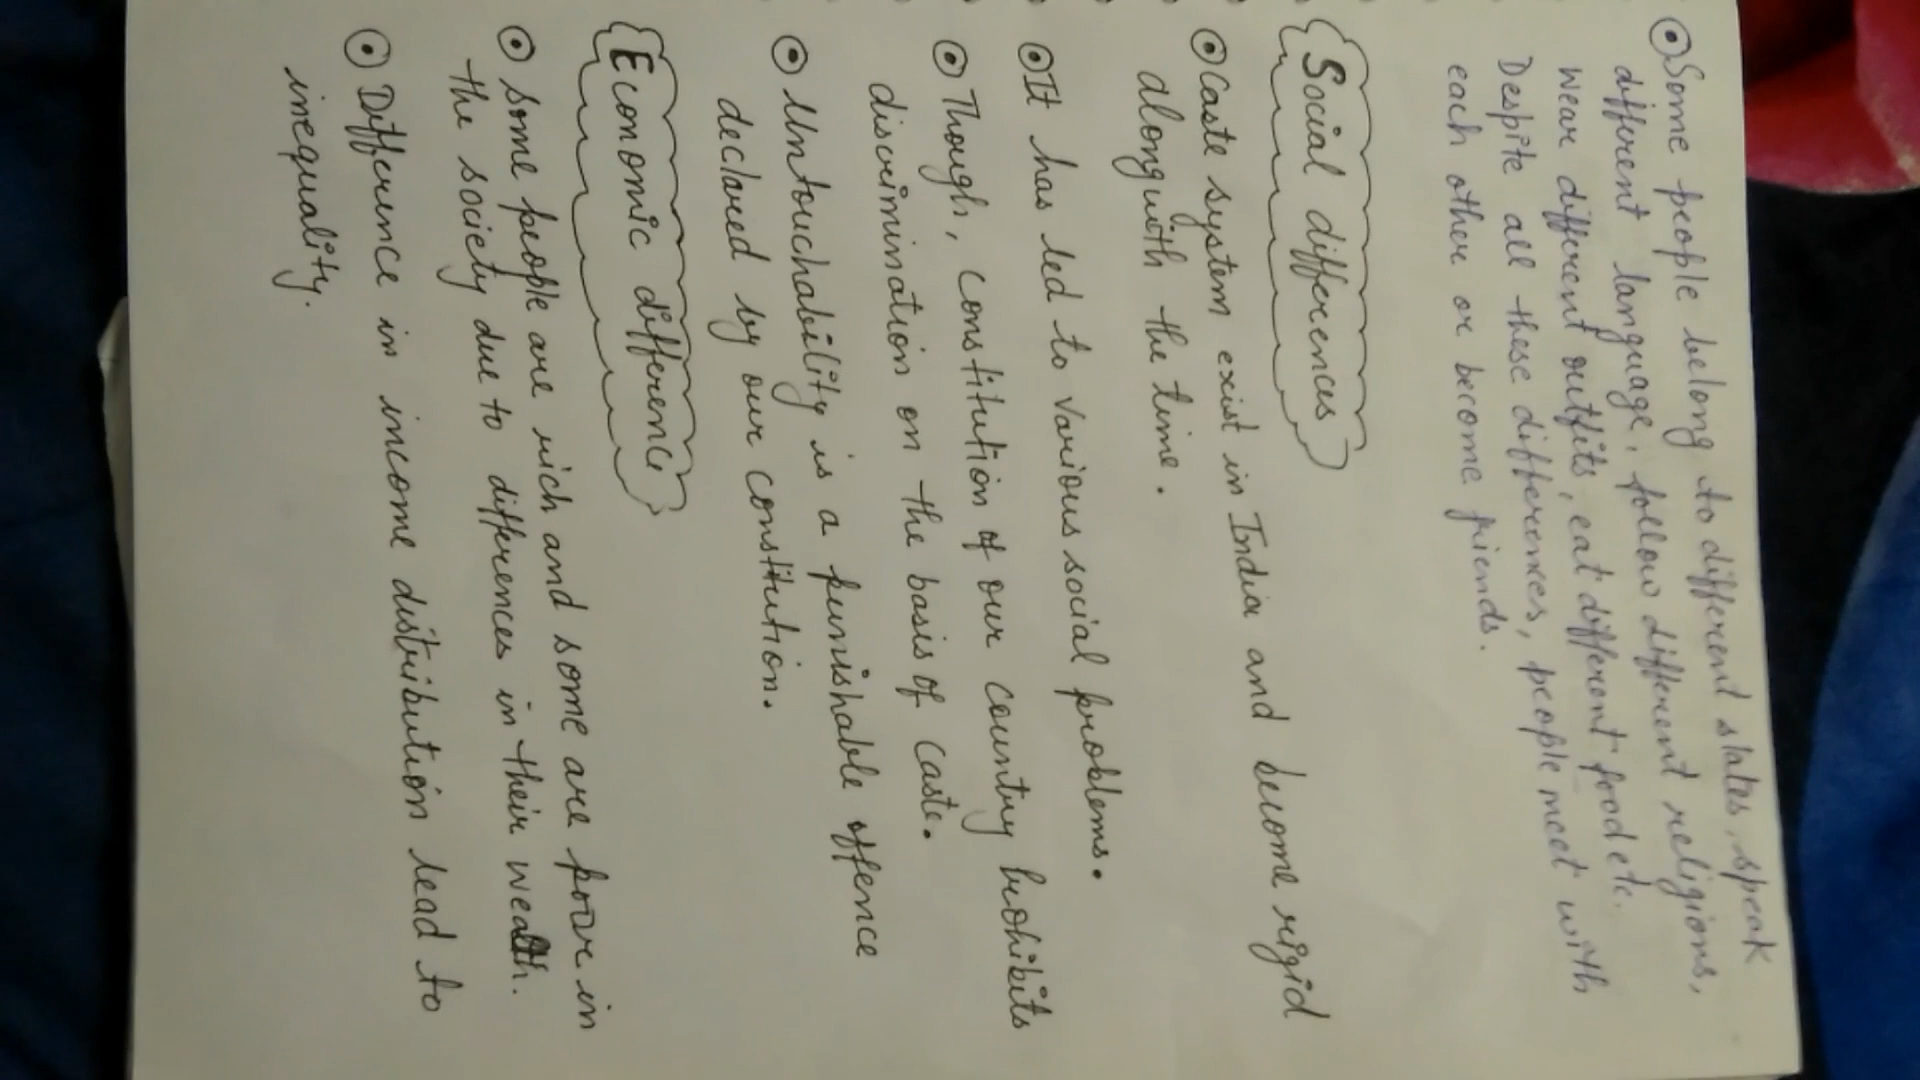 Some people belong to different states, speak
different language, follow different religions,
wear different outfits, eat different food etc.
Despite all these differences, people meet with
each other or become friends.
Social differences
Caste system exist in India and become rigid
alongwith the time.
It has led to various social problems.
Though, constitution of our country prohibits
discrimination on the basis of caste.
Untouchability is a punishable offence
declared by our constitution.
Economic difference
Some people are rich and some are poor in
the society due to differences in their wealth.
Difference in income distribution lead to
inequality.